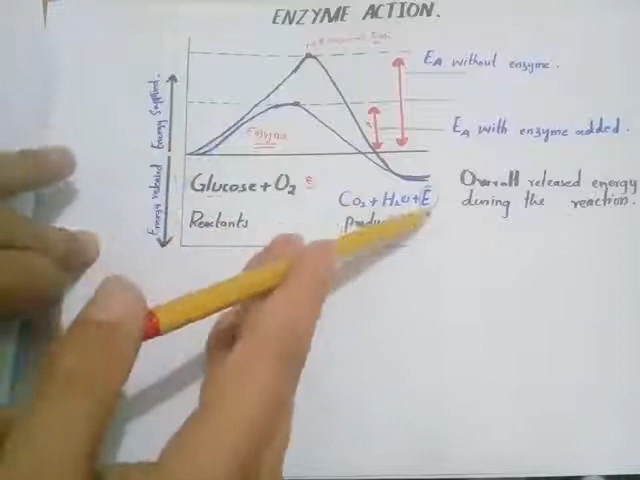 ENZYME ACTION.
EA without enzyme.
Energy Supplied.
EA with enzyme added.
Enzyme
Energy released
Glucose + O2
CO2 + H2O + E
Overall released energy
during the reaction.
Reactants